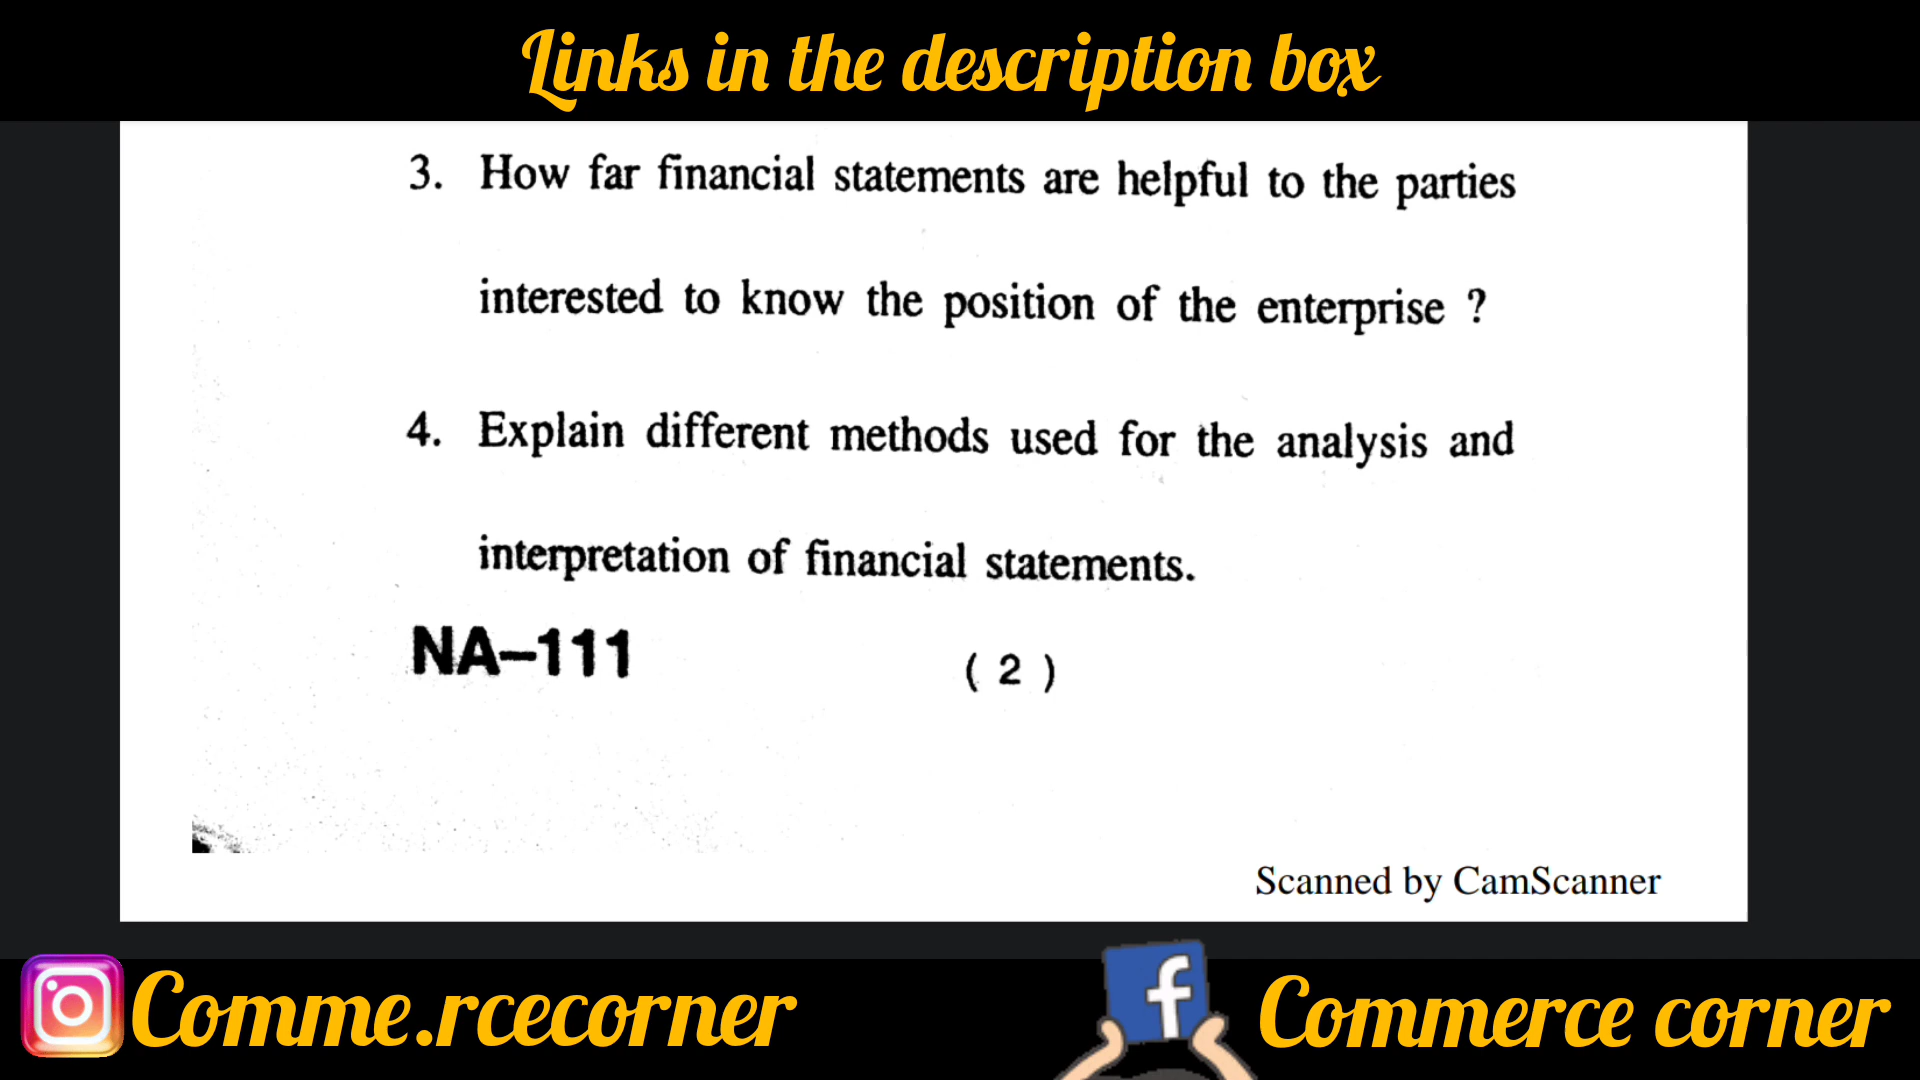 Links in the description box
3. How far financial statements are helpful to the parties
interested to know the position of the enterprise ?
4. Explain different methods used for the analysis and
interpretation of financial statements.
NA–111
( 2 )
Scanned by CamScanner
Comme.rcecorner
f
Commerce corner